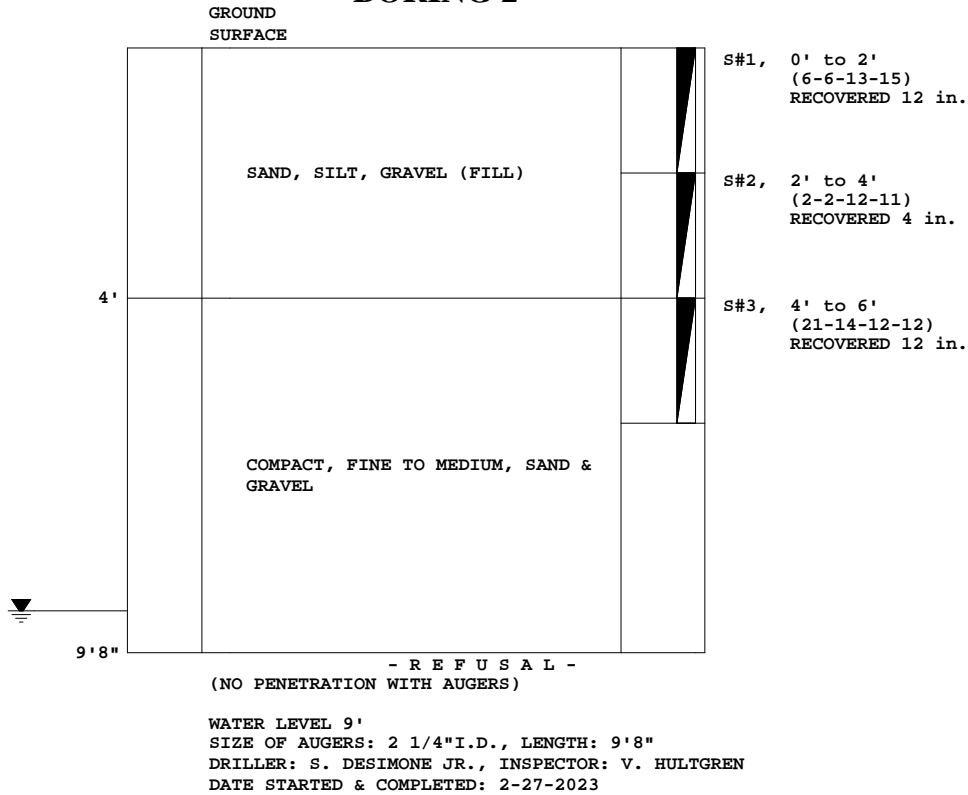 BORING 2
GROUND
SURFACE
S#1, 0' to 2'
(6-6-13-15)
RECOVERED 12 in.
SAND, SILT, GRAVEL (FILL)
S#2, 2' to 4'
(2-2-12-11)
RECOVERED 4 in.
4'
S#3, 4' to 6'
(21-14-12-12)
RECOVERED 12 in.
COMPACT, FINE TO MEDIUM, SAND &
GRAVEL
9'8"
- R E F U S A L -
(NO PENETRATION WITH AUGERS)
WATER LEVEL 9'
SIZE OF AUGERS: 2 1/4"I.D., LENGTH: 9'8"
DRILLER: S. DESIMONE JR., INSPECTOR: V. HULTGREN
DATE STARTED & COMPLETED: 2-27-2023